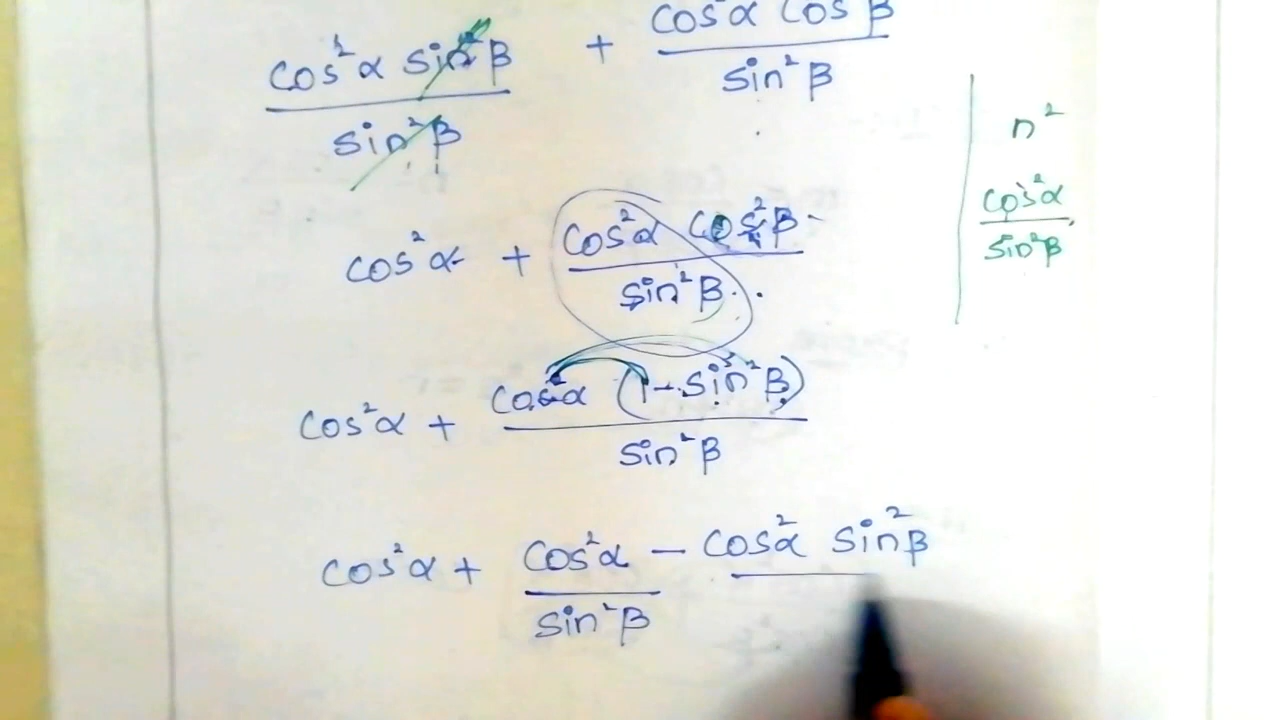 cos²α sin²β / sin²β + cos²α cos²β / sin²β
n²
cos²α / sin²β
cos²α + cos²α cos²β / sin²β
cos²α + cos²α (1 - sin²β) / sin²β
cos²α + cos²α / sin²β - cos²α sin²β